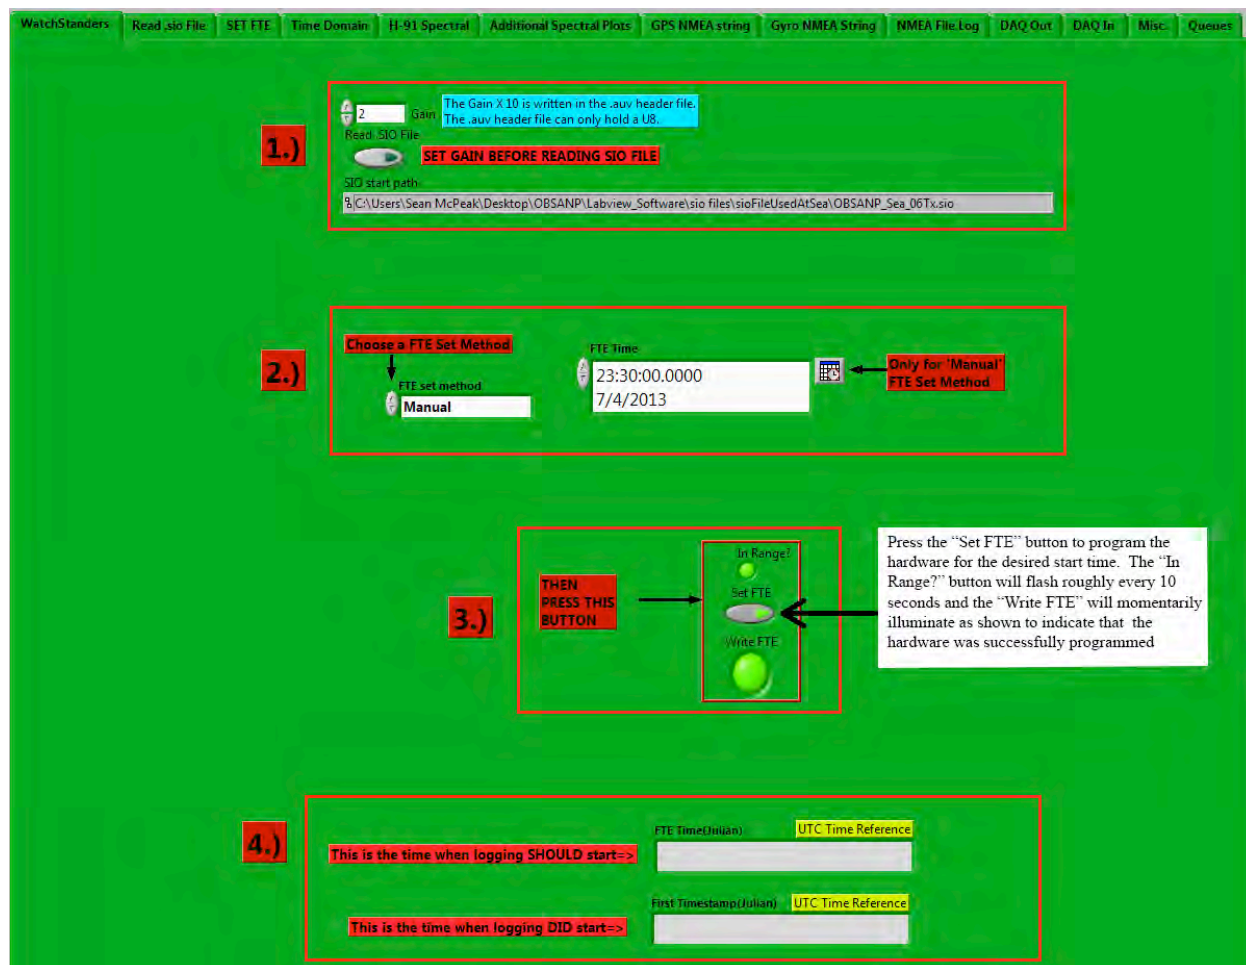 WatchStanders Read .sio File SET FTE Time Domain H-91 Spectral Additional Spectral Plots GPS NMEA string Gyro NMEA String NMEA File Log DAQ Out DAQ In Misc. Queues
1.)
2 Gain
The Gain X 10 is written in the .auv header file.
The .auv header file can only hold a U8.
Read .SIO File
SET GAIN BEFORE READING SIO FILE
SIO start path
C:\Users\Sean McPeak\Desktop\OBSANP\Labview_Software\sio files\sioFileUsedAtSea\OBSANP_Sea_06Tx.sio
2.)
Choose a FTE Set Method
FTE set method
Manual
FTE Time
23:30:00.0000
7/4/2013
Only for 'Manual'
FTE Set Method
3.)
THEN
PRESS THIS
BUTTON
In Range?
Set FTE
Write FTE
Press the “Set FTE” button to program the
hardware for the desired start time. The “In
Range?” button will flash roughly every 10
seconds and the “Write FTE” will momentarily
illuminate as shown to indicate that the
hardware was successfully programmed
4.)
FTE Time(Julian) UTC Time Reference
This is the time when logging SHOULD start=>
First Timestamp(Julian) UTC Time Reference
This is the time when logging DID start=>